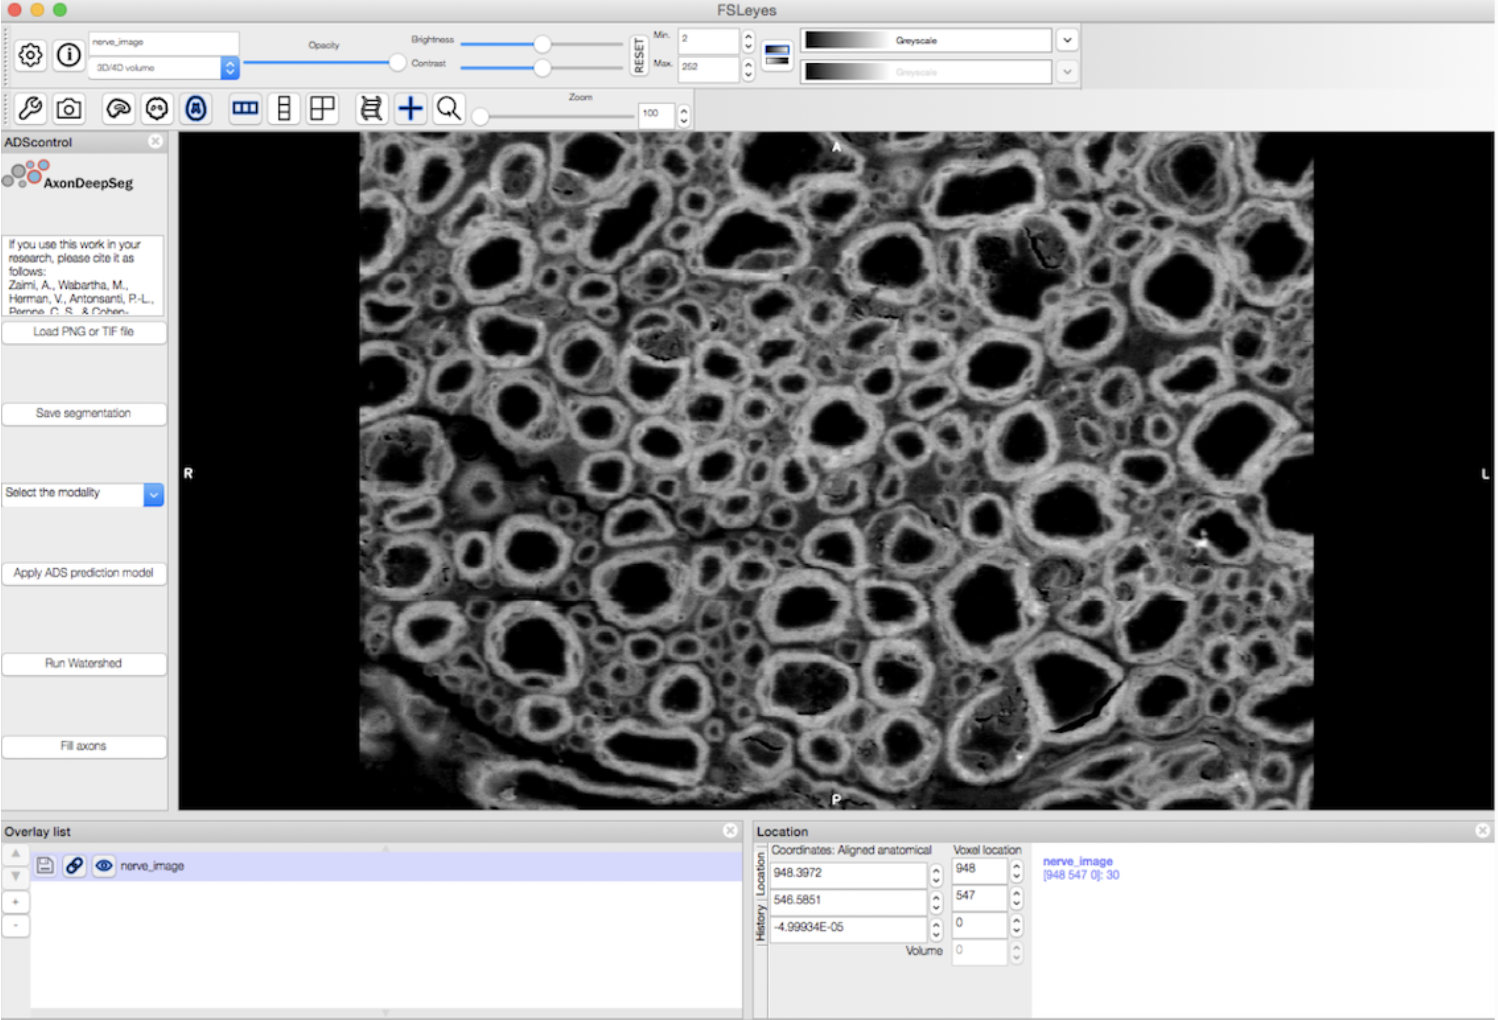 FSLeyes
nerve_image
3D/4D volume
Opacity
Brightness
Contrast
RESET
Min.
2
Max.
252
Greyscale
Greyscale
Zoom
100
ADScontrol
AxonDeepSeg
If you use this work in your
research, please cite it as
follows:
Zaimi, A., Wabartha, M.,
Herman, V., Antonsanti, P.-L.,
Perone, C. S., & Cohen-
Load PNG or TIF file
Save segmentation
Select the modality
Apply ADS prediction model
Run Watershed
Fill axons
A
R
L
P
Overlay list
nerve_image
+
-
Location
Location
History
Coordinates: Aligned anatomical
948.3972
546.5851
-4.99934E-05
Volume
Voxel location
948
547
0
0
nerve_image
[948 547 0]: 30